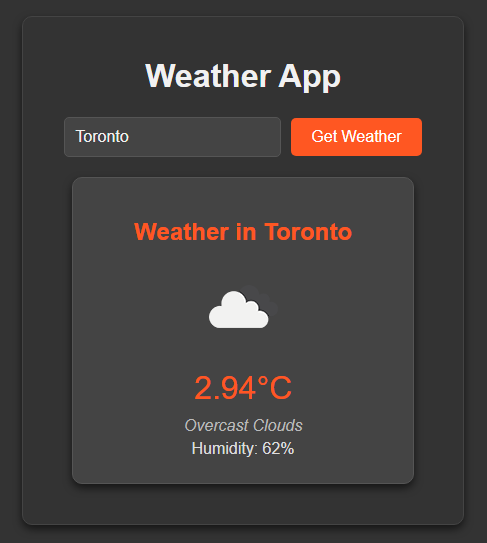 Weather App
Toronto
Get Weather
Weather in Toronto
2.94°C
Overcast Clouds
Humidity: 62%